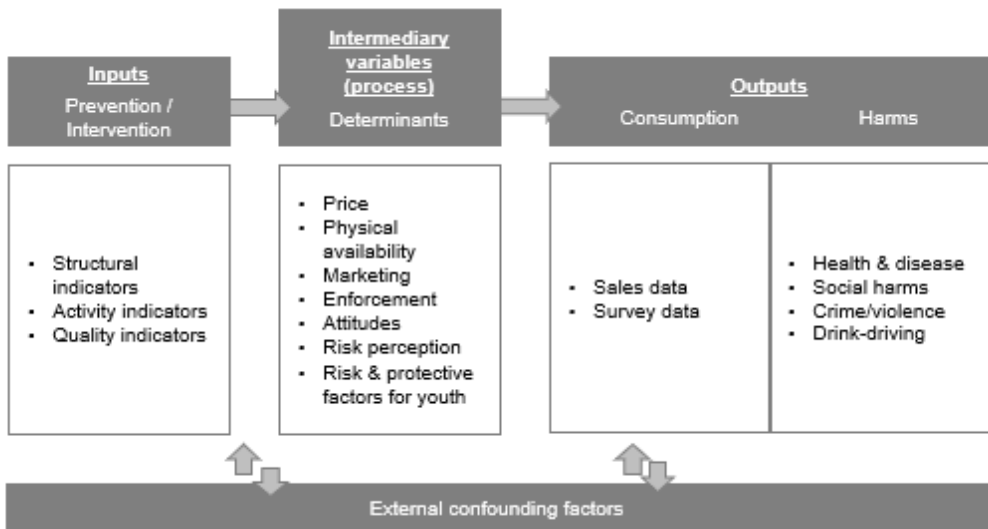 Inputs
Prevention /
Intervention
Intermediary
variables
(process)
Determinants
Outputs
Consumption Harms
▪ Structural
indicators
▪ Activity indicators
▪ Quality indicators
▪ Price
▪ Physical
availability
▪ Marketing
▪ Enforcement
▪ Attitudes
▪ Risk perception
▪ Risk & protective
factors for youth
▪ Sales data
▪ Survey data
▪ Health & disease
▪ Social harms
▪ Crime/violence
▪ Drink-driving
External confounding factors